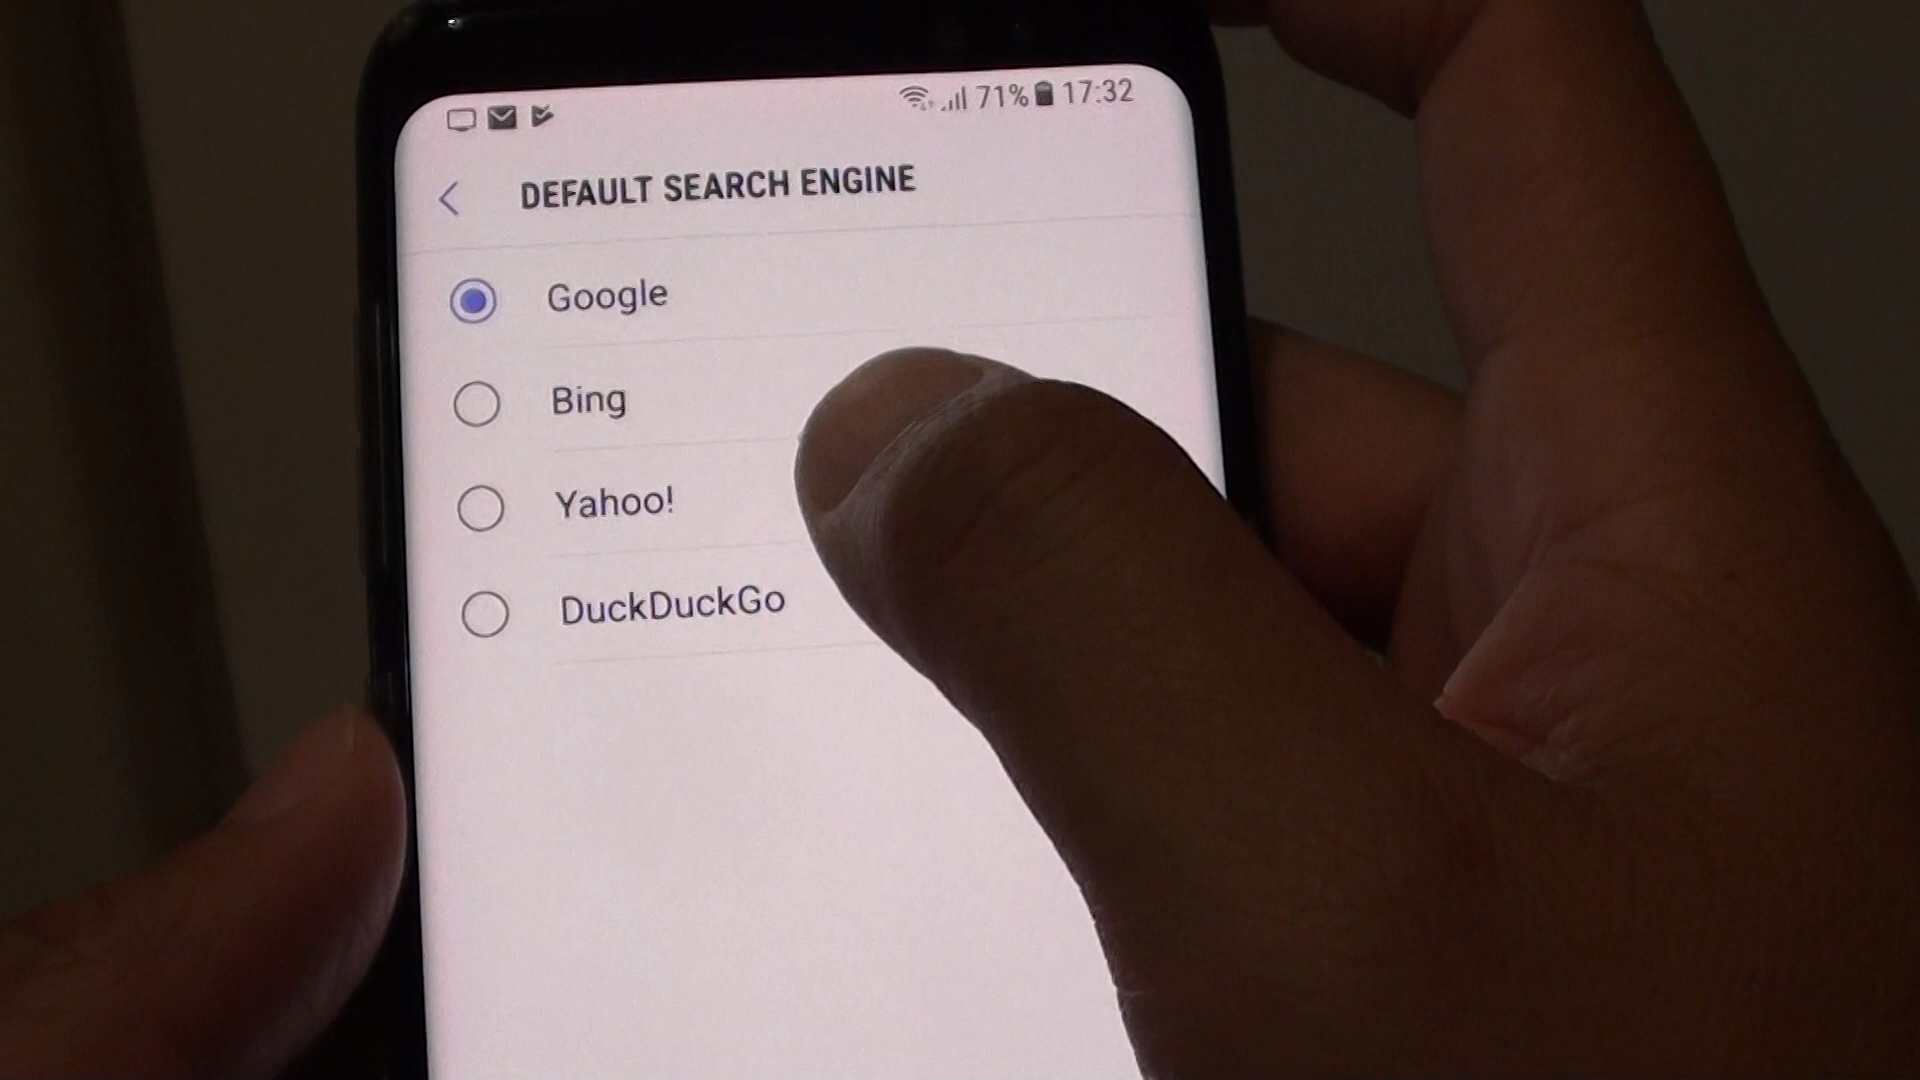 71% 17:32
DEFAULT SEARCH ENGINE
Google
Bing
Yahoo!
DuckDuckGo